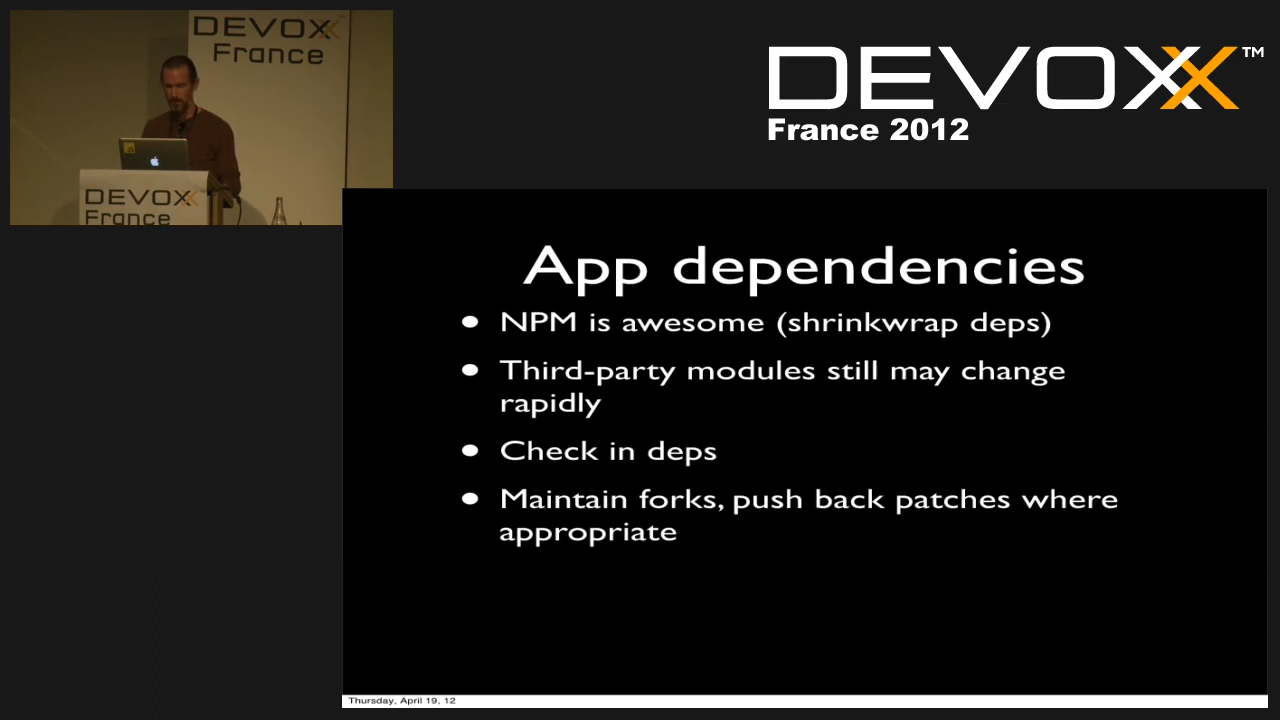 DEVOXX
France
DEVOXX
France
DEVOXX™
France 2012
App dependencies
• NPM is awesome (shrinkwrap deps)
• Third-party modules still may change
rapidly
• Check in deps
• Maintain forks, push back patches where
appropriate
Thursday, April 19, 12